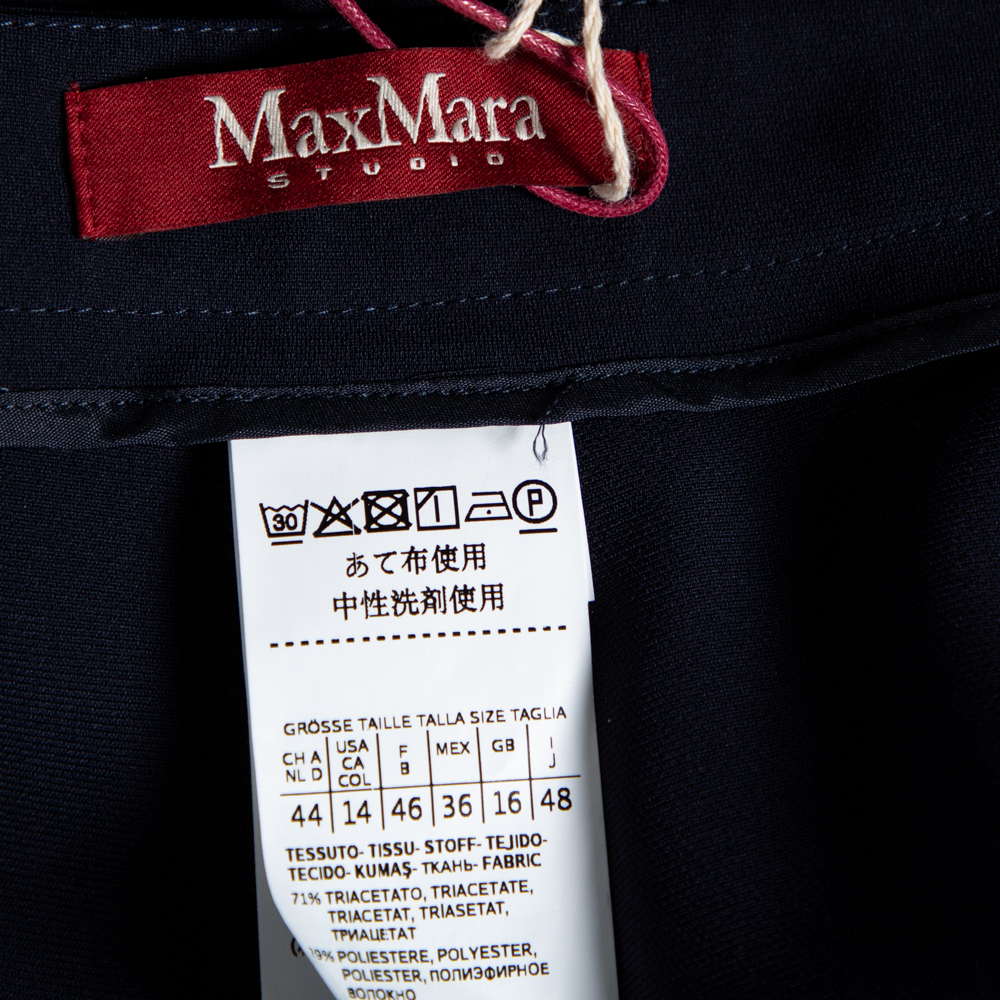 MaxMara
STUDIO
30 P
あて布使用
中性洗剤使用
GRÖSSE TAILLE TALLA SIZE TAGLIA
CH A NL D USA CA COL F B MEX GB I J
44 14 46 36 16 48
TESSUTO- TISSU- STOFF- TEJIDO-
TECIDO- KUMAŞ- ТКАНЬ- FABRIC
71% TRIACETATO, TRIACETATE,
TRIACETAT, TRIASETAT,
ТРИАЦЕТАТ
POLIESTERE, POLYESTER,
POLIESTER, ПОЛИЭФИРНОЕ
ВОЛОКНО